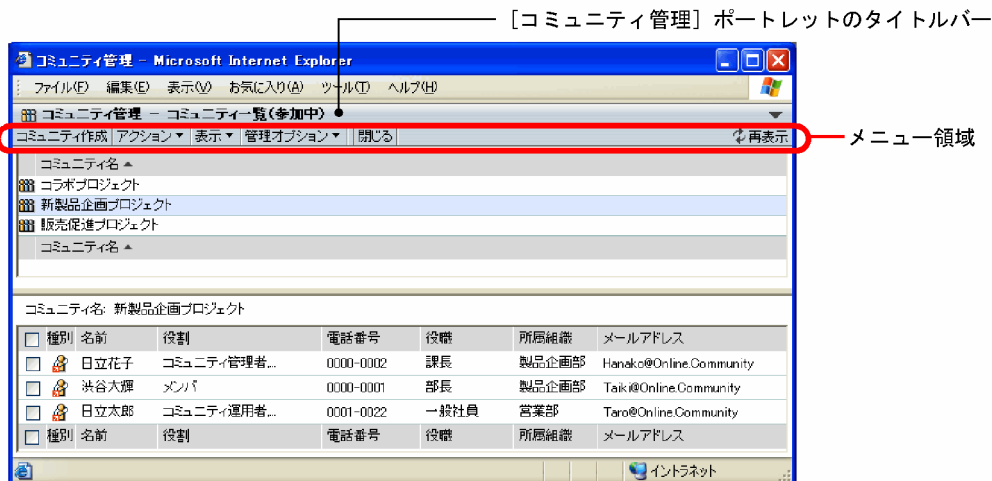 [コミュニティ管理] ポートレットのタイトルバー
コミュニティ管理 - Microsoft Internet Explorer
ファイル(F) 編集(E) 表示(V) お気に入り(A) ツール(T) ヘルプ(H)
コミュニティ管理 - コミュニティ一覧(参加中)
コミュニティ作成 アクション▼ 表示▼ 管理オプション▼ 閉じる 再表示
メニュー領域
コミュニティ名▲
コラボプロジェクト
新製品企画プロジェクト
販売促進プロジェクト
コミュニティ名▲
コミュニティ名: 新製品企画プロジェクト
種別 名前 役割 電話番号 役職 所属組織 メールアドレス
日立花子 コミュニティ管理者... 0000-0002 課長 製品企画部 Hanako@Online.Community
渋谷大輝 メンバ 0000-0001 部長 製品企画部 Taiki@Online.Community
日立太郎 コミュニティ運用者... 0001-0022 一般社員 営業部 Taro@Online.Community
種別 名前 役割 電話番号 役職 所属組織 メールアドレス
イントラネット